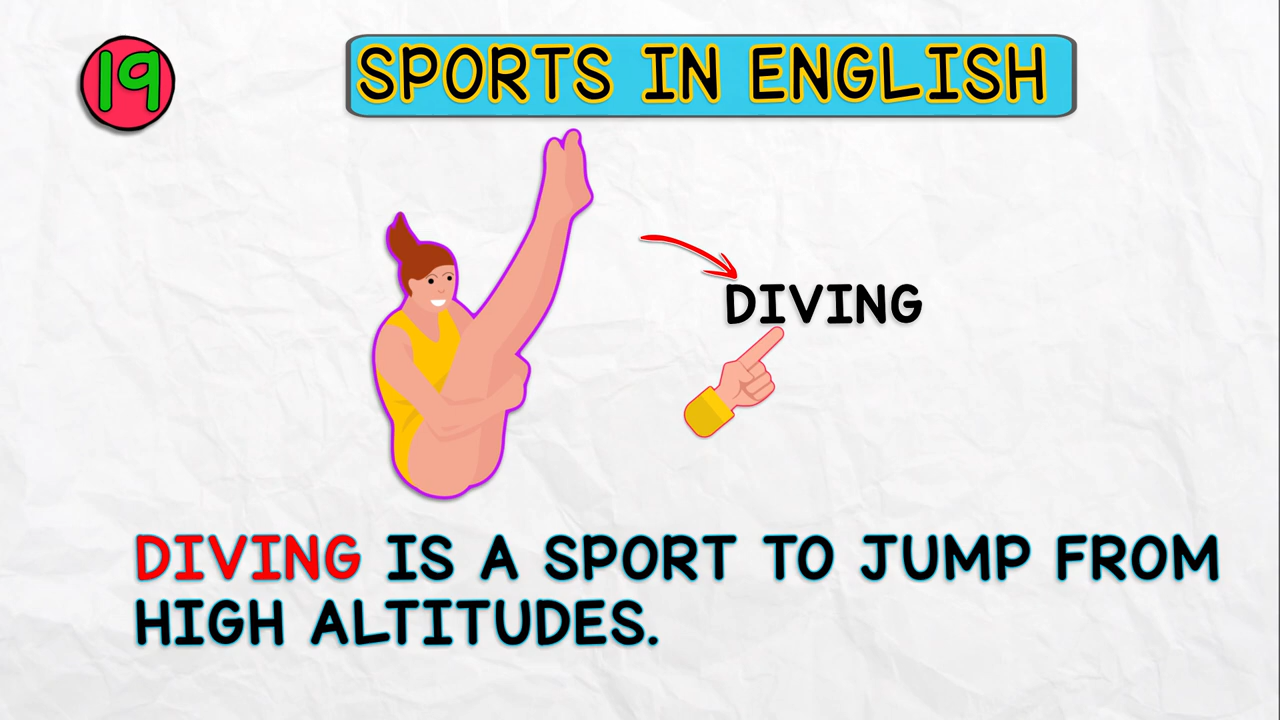 19
SPORTS IN ENGLISH
DIVING
DIVING IS A SPORT TO JUMP FROM
HIGH ALTITUDES.